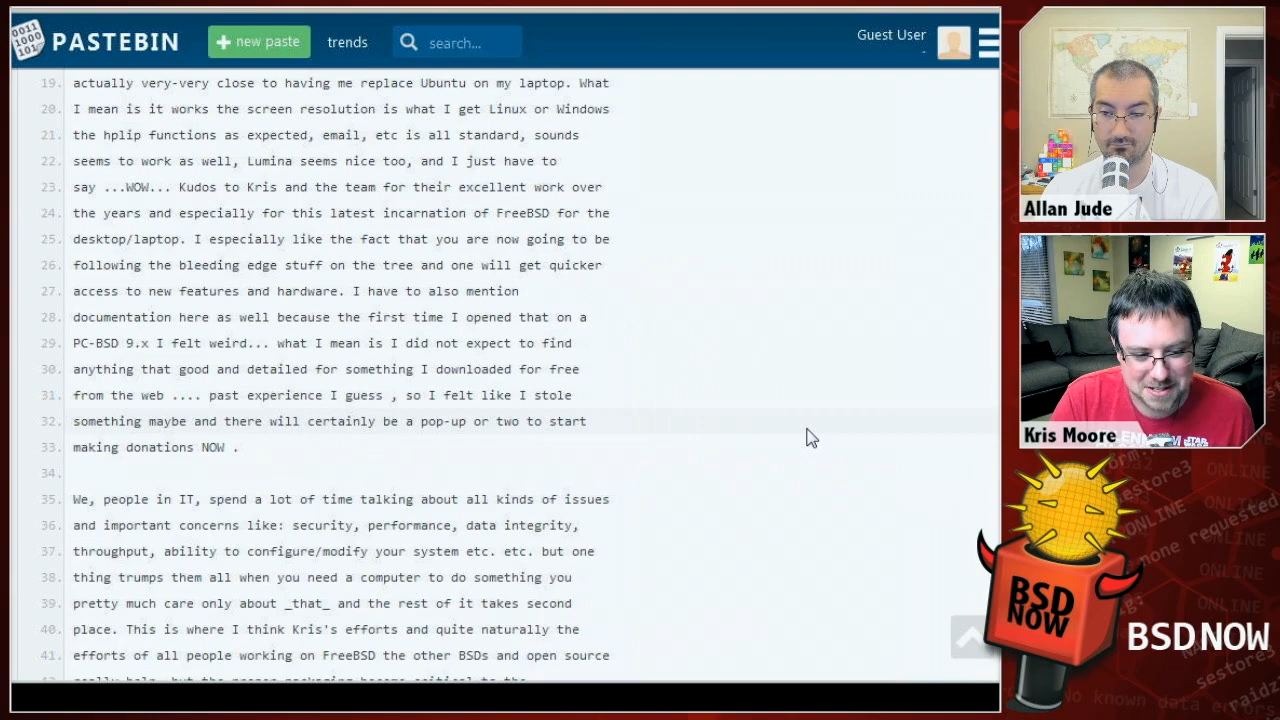 PASTEBIN
+ new paste
trends
search...
Guest User
-
19. actually very-very close to having me replace Ubuntu on my laptop. What
20. I mean is it works the screen resolution is what I get Linux or Windows
21. the hplip functions as expected, email, etc is all standard, sounds
22. seems to work as well, Lumina seems nice too, and I just have to
23. say ...WOW... Kudos to Kris and the team for their excellent work over
24. the years and especially for this latest incarnation of FreeBSD for the
25. desktop/laptop. I especially like the fact that you are now going to be
26. following the bleeding edge stuff on the tree and one will get quicker
27. access to new features and hardware. I have to also mention
28. documentation here as well because the first time I opened that on a
29. PC-BSD 9.x I felt weird... what I mean is I did not expect to find
30. anything that good and detailed for something I downloaded for free
31. from the web .... past experience I guess , so I felt like I stole
32. something maybe and there will certainly be a pop-up or two to start
33. making donations NOW .
34.
35. We, people in IT, spend a lot of time talking about all kinds of issues
36. and important concerns like: security, performance, data integrity,
37. throughput, ability to configure/modify your system etc. etc. but one
38. thing trumps them all when you need a computer to do something you
39. pretty much care only about _that_ and the rest of it takes second
40. place. This is where I think Kris's efforts and quite naturally the
41. efforts of all people working on FreeBSD the other BSDs and open source
Allan Jude
Kris Moore
BSD
NOW
BSD NOW
ONLINE
ONLINE
ONLINE
ONLINE
none requested
No known data errors